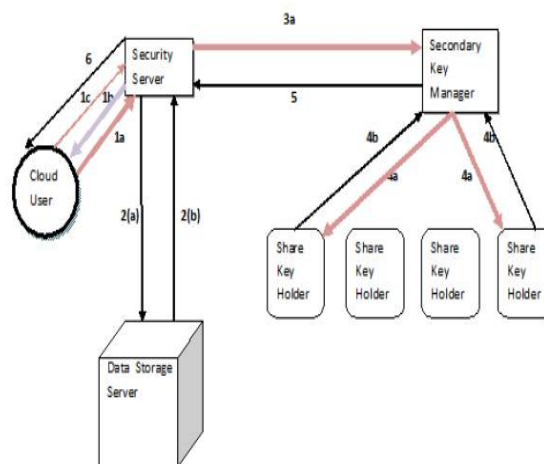 3a
6
Security
Server
Secondary
Key
Manager
1c
1b
5
1a
4b
4b
Cloud
User
4a
4a
2(a)
2(b)
Share
Key
Holder
Share
Key
Holder
Share
Key
Holder
Share
Key
Holder
Data Storage
Server